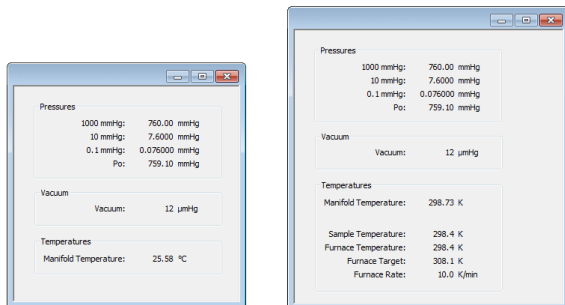 Pressures
1000 mmHg: 760.00 mmHg
10 mmHg: 7.6000 mmHg
0.1 mmHg: 0.076000 mmHg
Po: 759.10 mmHg
Vacuum
Vacuum: 12 µmHg
Temperatures
Manifold Temperature: 25.58 °C
Pressures
1000 mmHg: 760.00 mmHg
10 mmHg: 7.6000 mmHg
0.1 mmHg: 0.076000 mmHg
Po: 759.10 mmHg
Vacuum
Vacuum: 12 µmHg
Temperatures
Manifold Temperature: 298.73 K
Sample Temperature: 298.4 K
Furnace Temperature: 298.4 K
Furnace Target: 308.1 K
Furnace Rate: 10.0 K/min